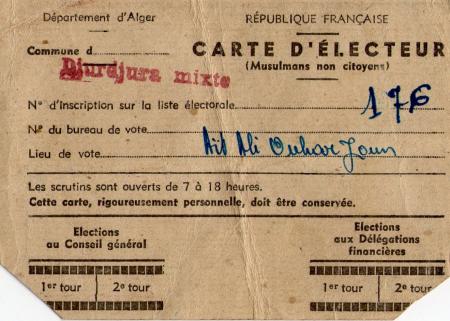 Département d'Alger
RÉPUBLIQUE FRANÇAISE
Commune d
CARTE D'ÉLECTEUR
(Musulmans non citoyens)
Djurdjura mixte
N° d'Inscription sur la liste électorale. 176
N° du bureau de vote
Lieu de vote Aït Ali Ouhar
Les scrutins sont ouverts de 7 à 18 heures.
Cette carte, rigoureusement personnelle, doit être conservée.
Elections
au Conseil général
1er tour
2e tour
Elections
aux Délégations
financières
1er tour
2e tour